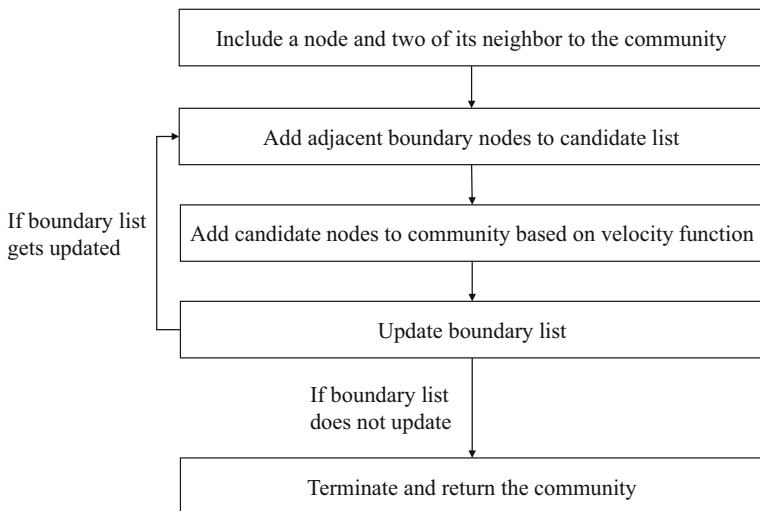 Include a node and two of its neighbor to the community
Add adjacent boundary nodes to candidate list
If boundary list
gets updated
Add candidate nodes to community based on velocity function
Update boundary list
If boundary list
does not update
Terminate and return the community